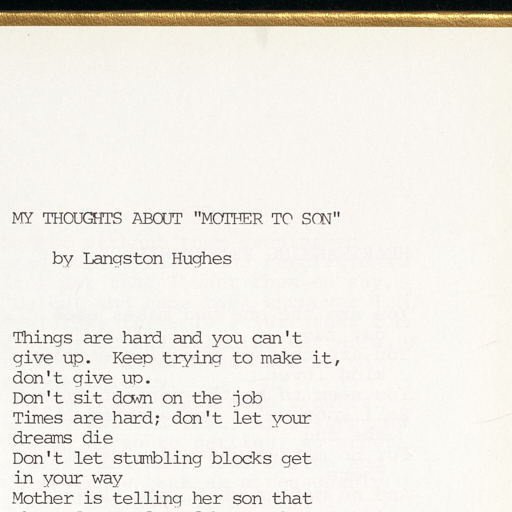 MY THOUGHTS ABOUT "MOTHER TO SON"
by Langston Hughes
Things are hard and you can't
give up. Keep trying to make it,
don't give up.
Don't sit down on the job
Times are hard; don't let your
dreams die
Don't let stumbling blocks get
in your way
Mother is telling her son that